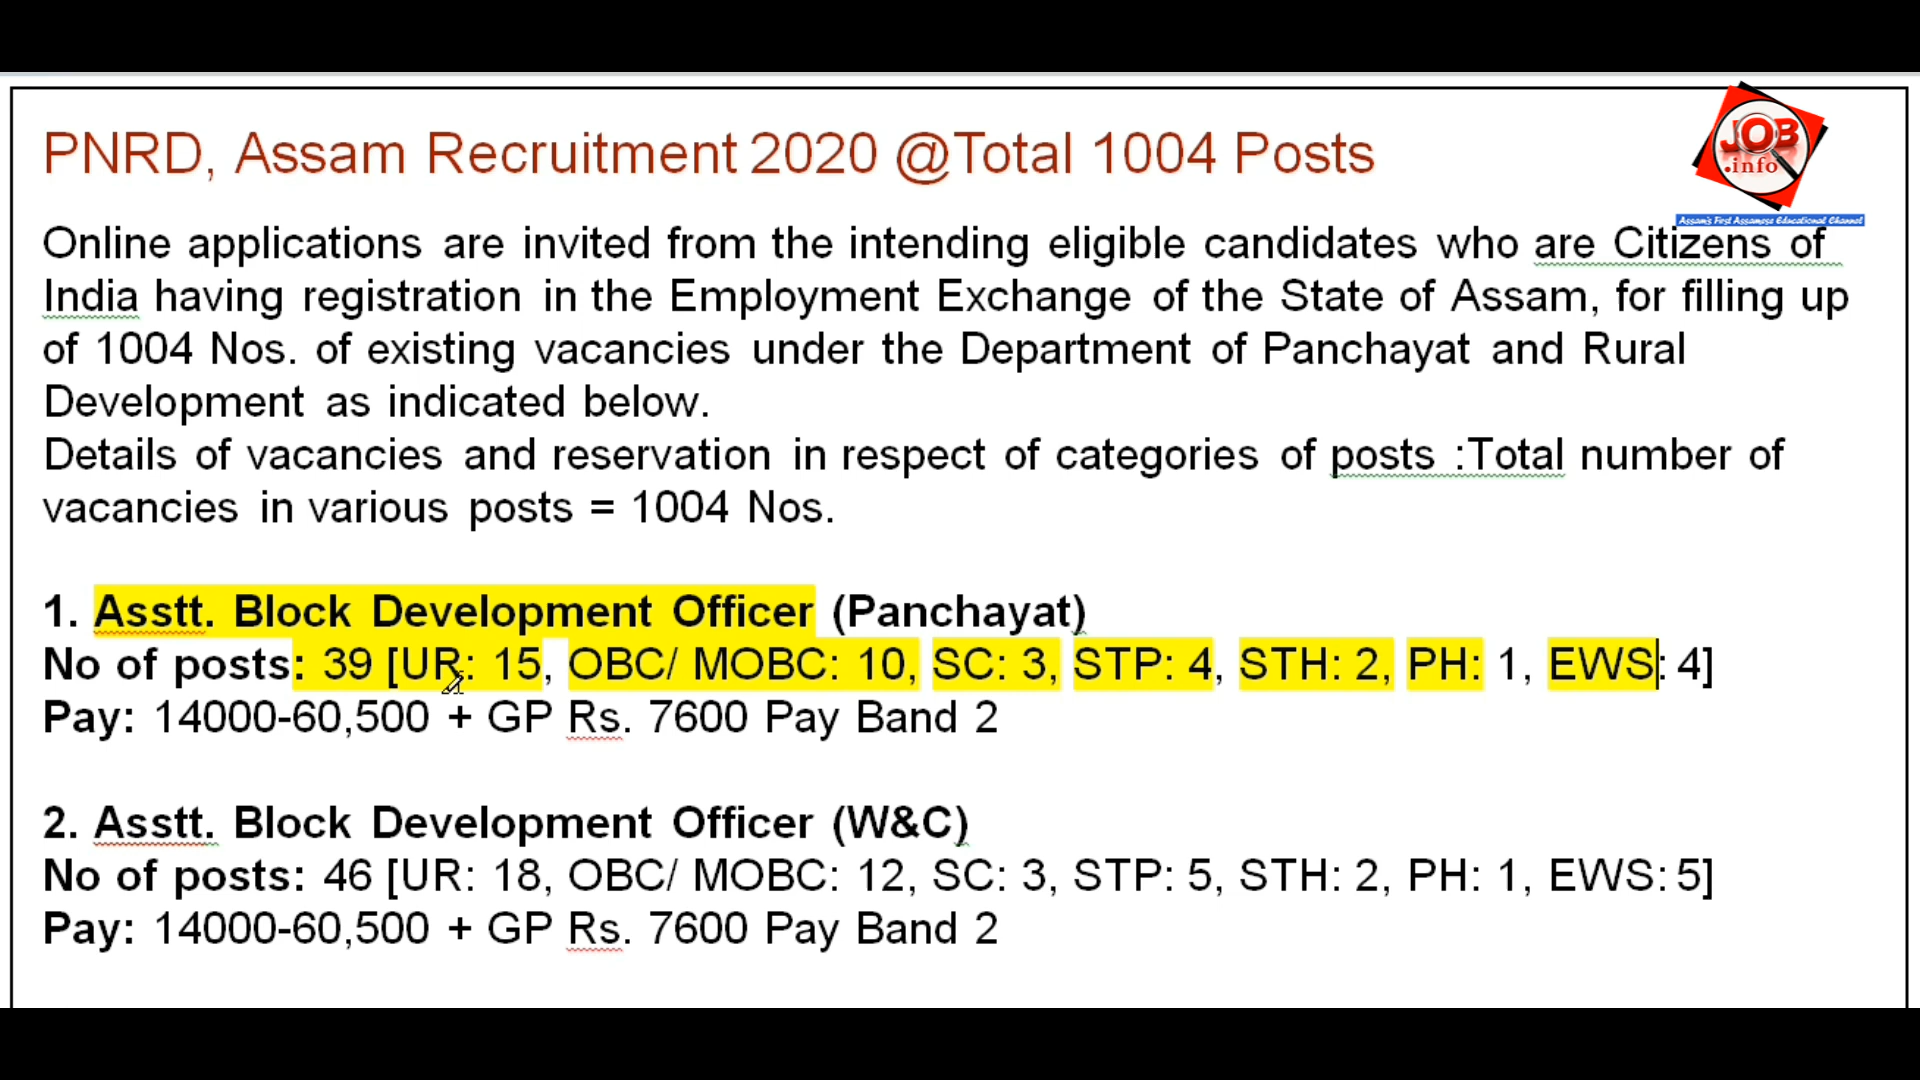 PNRD, Assam Recruitment 2020 @Total 1004 Posts
JOB
.info
Assam's First Assamese Educational Channel
Online applications are invited from the intending eligible candidates who are Citizens of
India having registration in the Employment Exchange of the State of Assam, for filling up
of 1004 Nos. of existing vacancies under the Department of Panchayat and Rural
Development as indicated below.
Details of vacancies and reservation in respect of categories of posts :Total number of
vacancies in various posts = 1004 Nos.
1. Asstt. Block Development Officer (Panchayat)
No of posts: 39 [UR: 15, OBC/ MOBC: 10, SC: 3, STP: 4, STH: 2, PH: 1, EWS: 4]
Pay: 14000-60,500 + GP Rs. 7600 Pay Band 2
2. Asstt. Block Development Officer (W&C)
No of posts: 46 [UR: 18, OBC/ MOBC: 12, SC: 3, STP: 5, STH: 2, PH: 1, EWS: 5]
Pay: 14000-60,500 + GP Rs. 7600 Pay Band 2